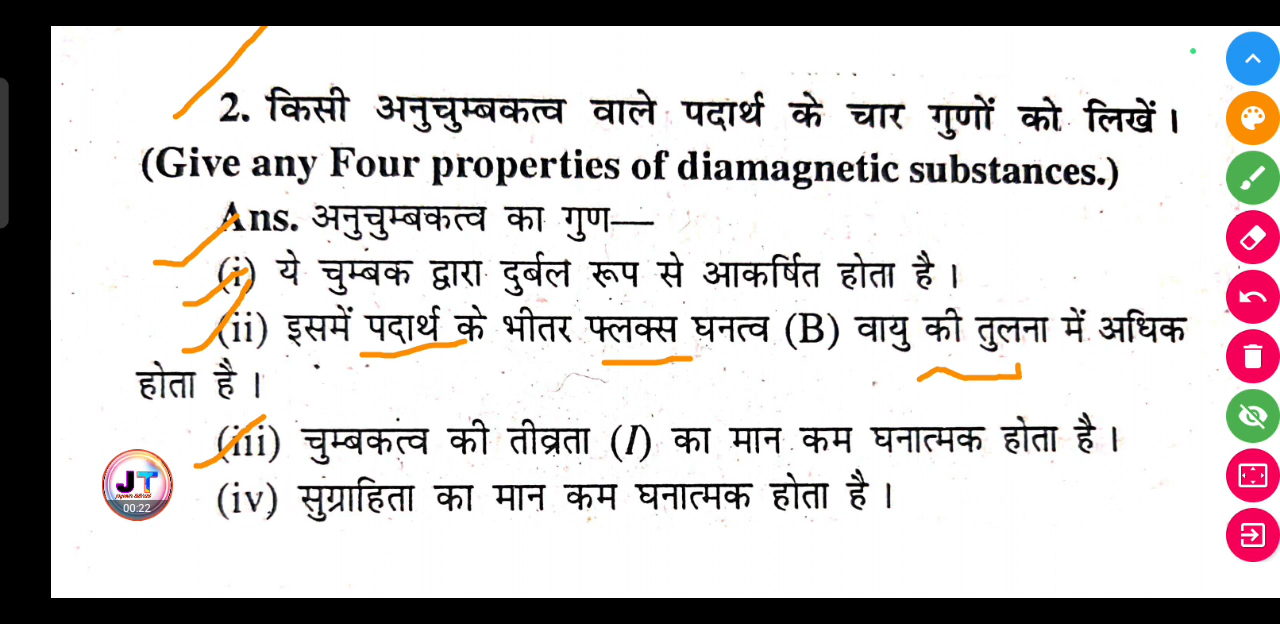 2. किसी अनुचुम्बकत्व वाले पदार्थ के चार गुणों को लिखें।
(Give any Four properties of diamagnetic substances.)
Ans. अनुचुम्बकत्व का गुण—
(i) ये चुम्बक द्वारा दुर्बल रूप से आकर्षित होता है।
(ii) इसमें पदार्थ के भीतर फ्लक्स घनत्व (B) वायु की तुलना में अधिक
होता है।
(iii) चुम्बकत्व की तीव्रता (I) का मान कम घनात्मक होता है।
(iv) सुग्राहिता का मान कम घनात्मक होता है।
JT
00:22